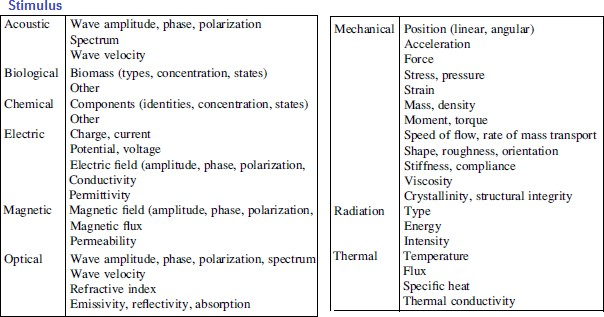 Stimulus
Acoustic Wave amplitude, phase, polarization
Spectrum
Wave velocity
Biological Biomass (types, concentration, states)
Other
Chemical Components (identities, concentration, states)
Other
Electric Charge, current
Potential, voltage
Electric field (amplitude, phase, polarization,
Conductivity
Permittivity
Magnetic Magnetic field (amplitude, phase, polarization,
Magnetic flux
Permeability
Optical Wave amplitude, phase, polarization, spectrum
Wave velocity
Refractive index
Emissivity, reflectivity, absorption
Mechanical Position (linear, angular)
Acceleration
Force
Stress, pressure
Strain
Mass, density
Moment, torque
Speed of flow, rate of mass transport
Shape, roughness, orientation
Stiffness, compliance
Viscosity
Crystallinity, structural integrity
Radiation Type
Energy
Intensity
Thermal Temperature
Flux
Specific heat
Thermal conductivity